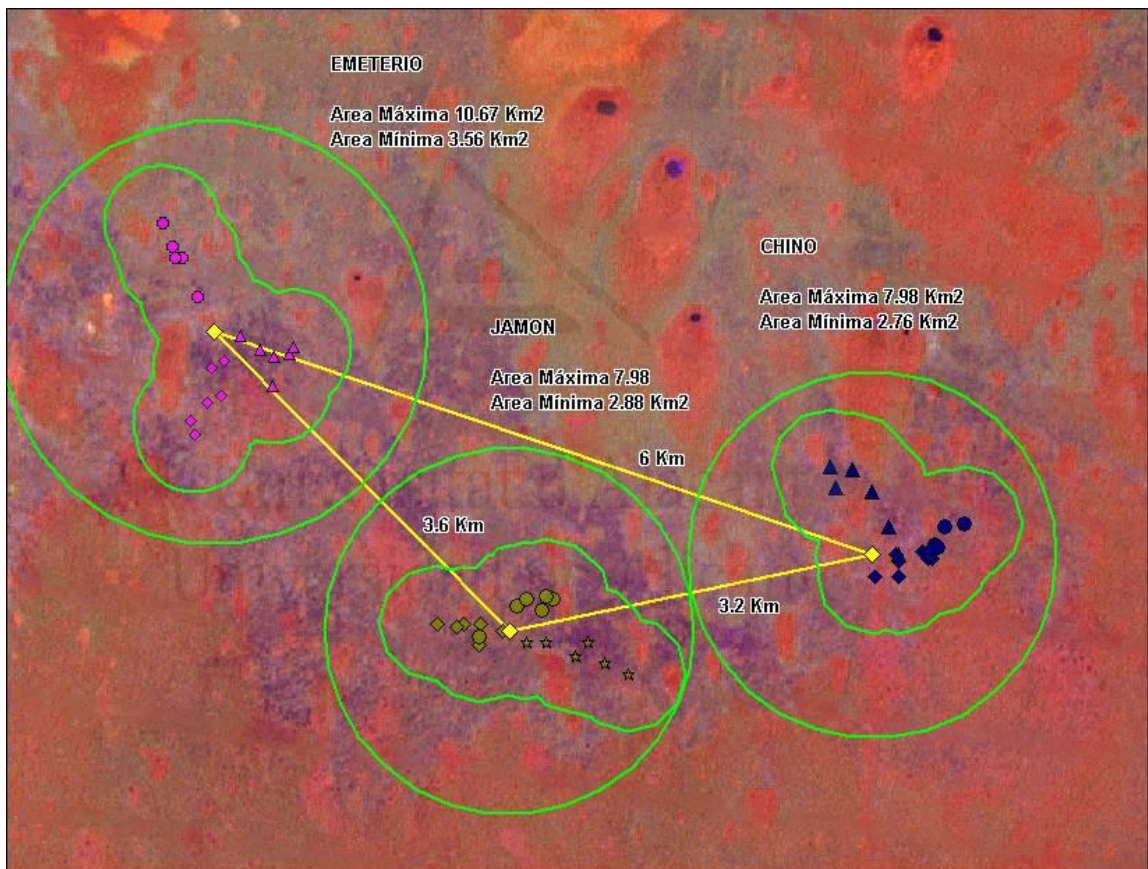 EMETERIO
Area Máxima 10.67 Km2
Area Mínima 3.56 Km2
CHINO
Area Máxima 7.98 Km2
Area Mínima 2.76 Km2
JAMON
Area Máxima 7.98
Area Mínima 2.88 Km2
6 Km
3.6 Km
3.2 Km